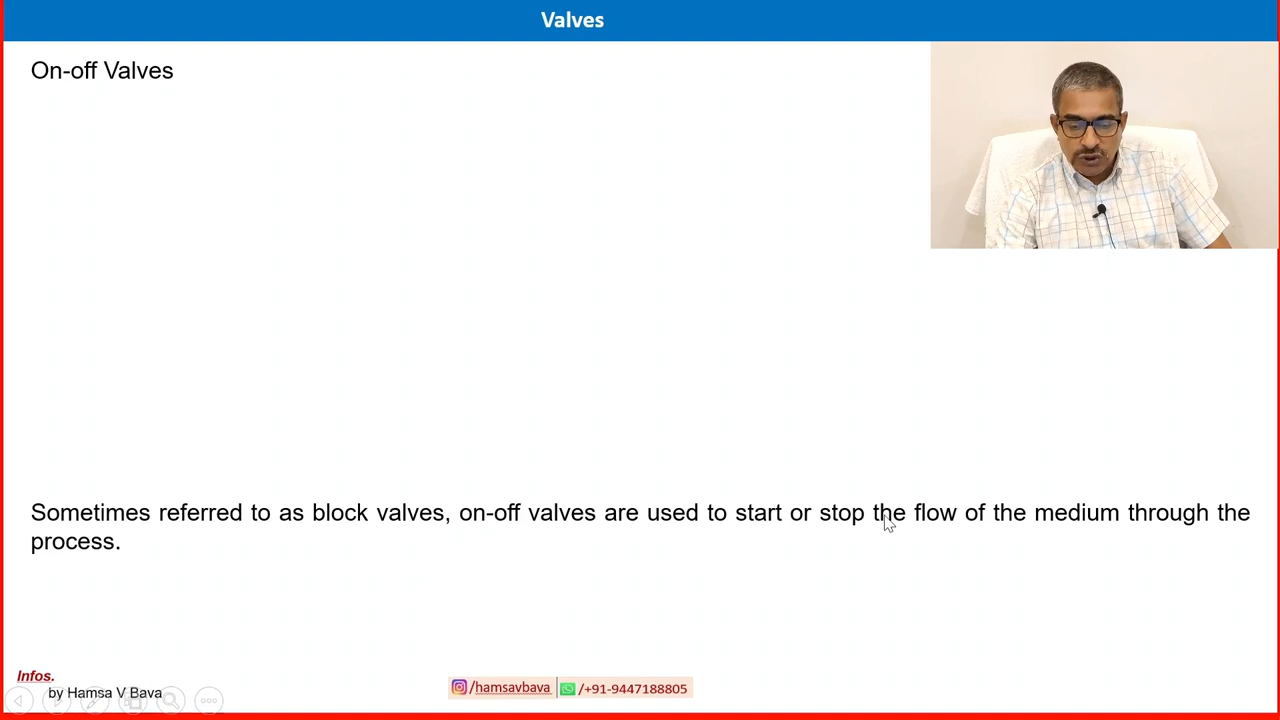 Valves
On-off Valves
Sometimes referred to as block valves, on-off valves are used to start or stop the flow of the medium through the
process.
Infos.
by Hamsa V Bava
/hamsavbava
/+91-9447188805